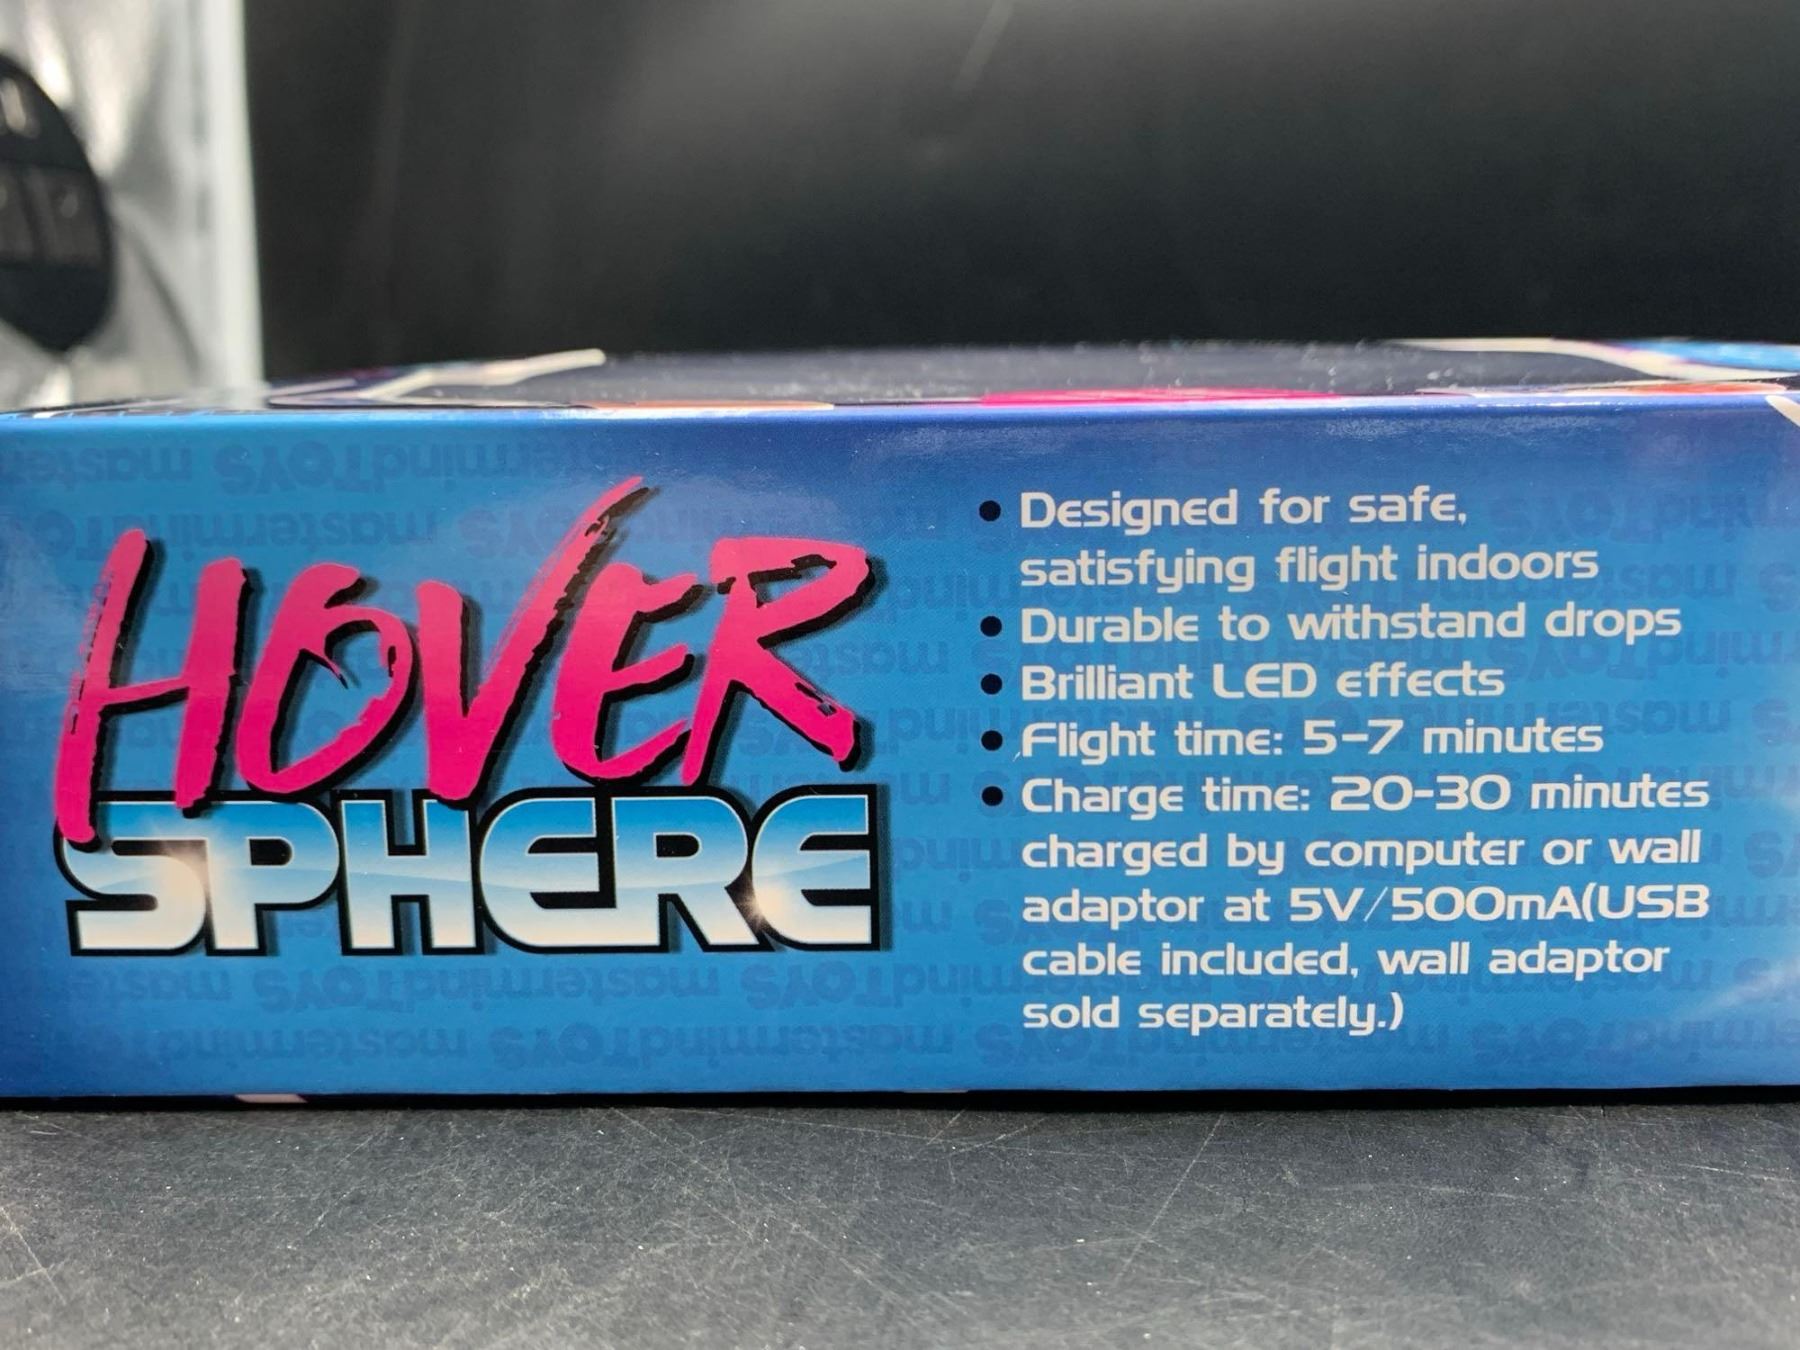 HOVER
SPHERE
• Designed for safe,
satisfying flight indoors
• Durable to withstand drops
• Brilliant LED effects
• Flight time: 5-7 minutes
• Charge time: 20-30 minutes
charged by computer or wall
adaptor at 5V/500mA(USB
cable included, wall adaptor
sold separately.)
mastermind TOYS